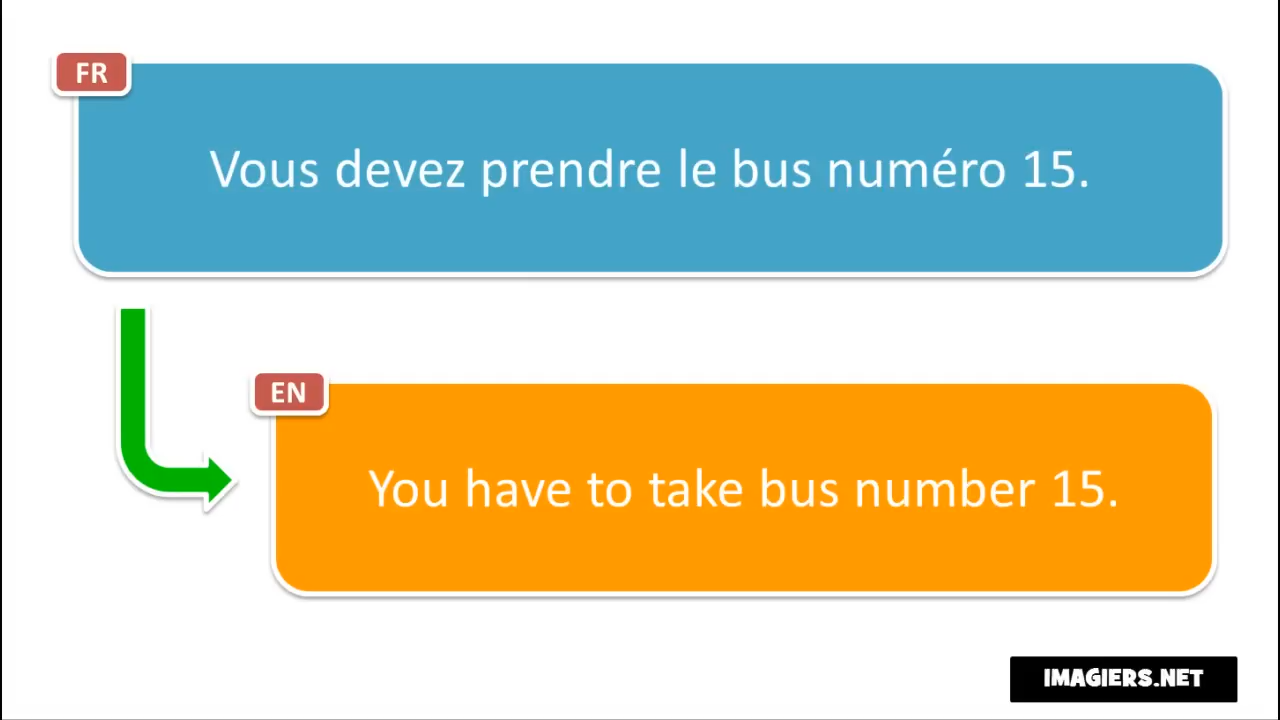 FR
Vous devez prendre le bus numéro 15.
EN
You have to take bus number 15.
IMAGIERS.NET